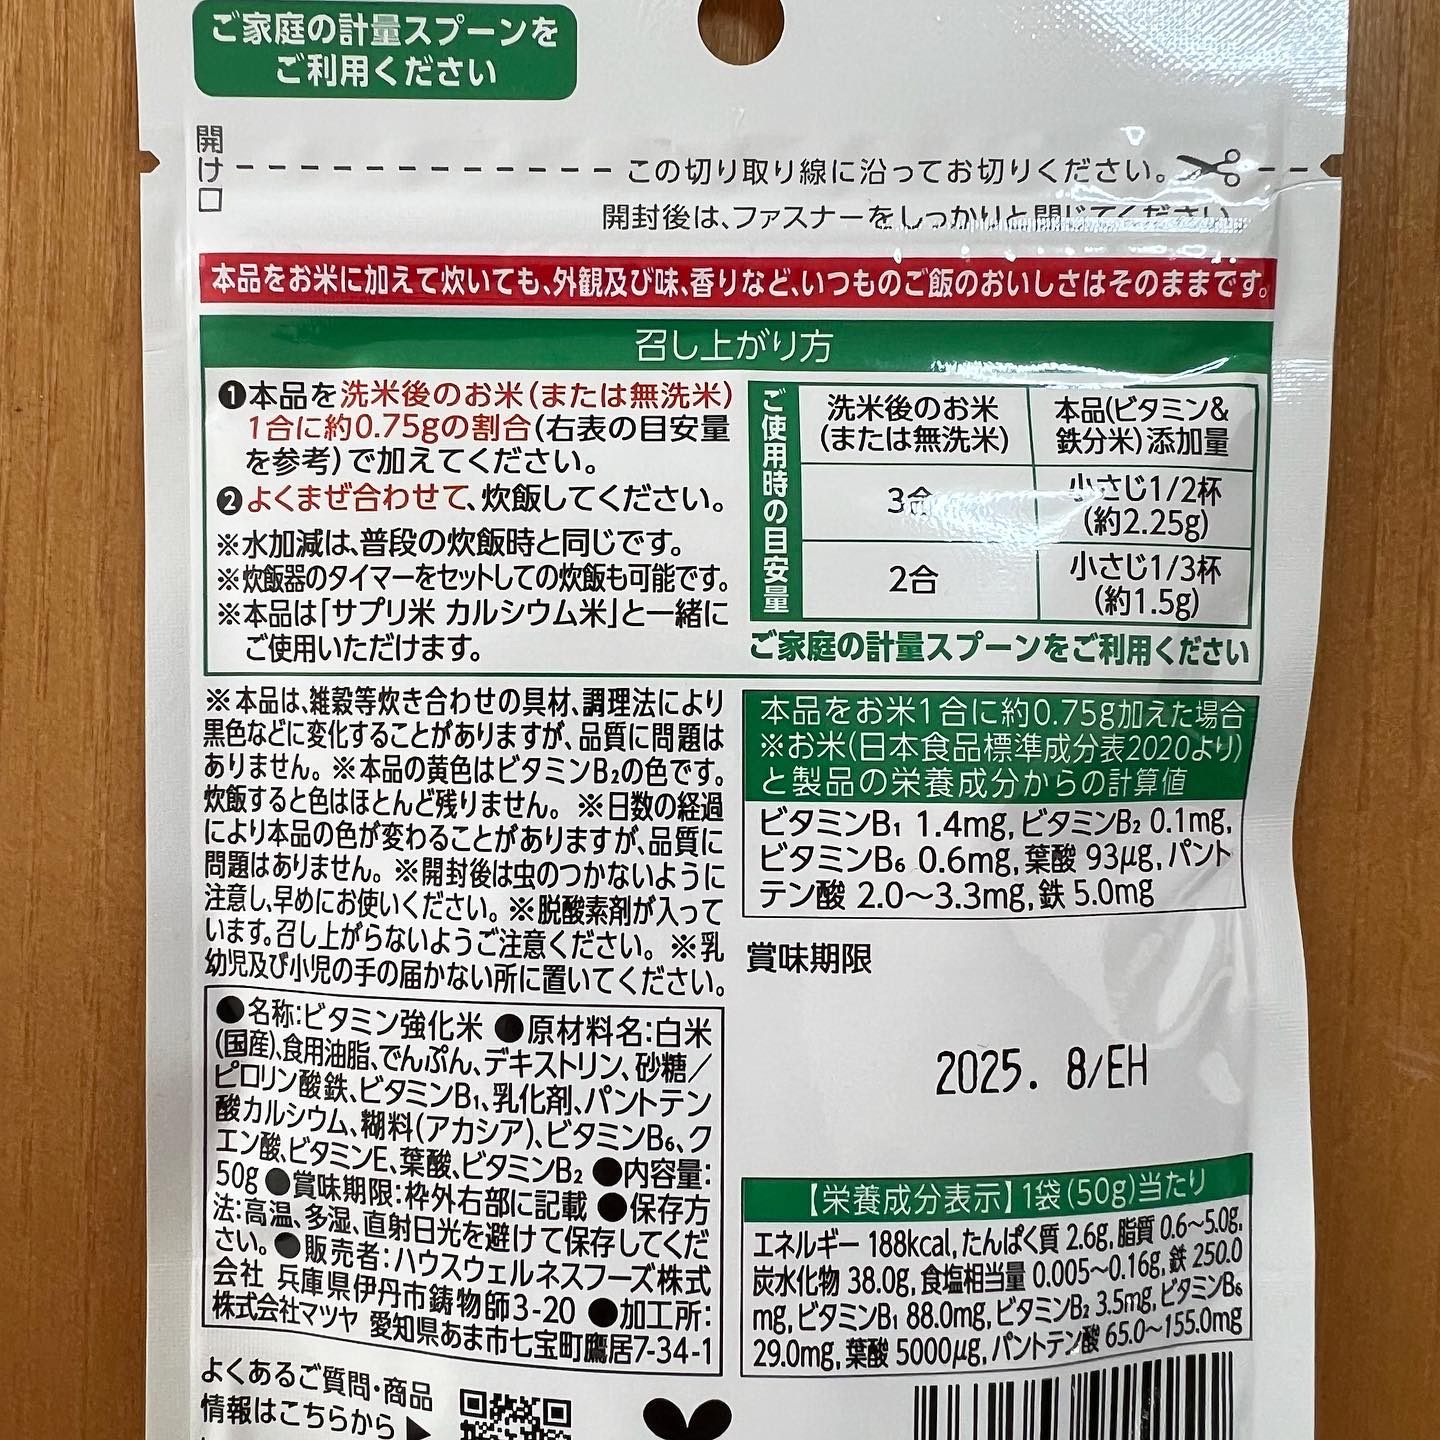 ご家庭の計量スプーンを
ご利用ください
開け口
この切り取り線に沿ってお切りください。
開封後は、ファスナーをしっかりと閉じてください。
本品をお米に加えて炊いても、外観及び味、香りなど、いつものご飯のおいしさはそのままです。
召し上がり方
❶本品を洗米後のお米(または無洗米)
1合に約0.75gの割合(右表の目安量
を参考)で加えてください。
❷よくまぜ合わせて、炊飯してください。
※水加減は、普段の炊飯時と同じです。
※炊飯器のタイマーをセットしての炊飯も可能です。
※本品は「サプリ米 カルシウム米」と一緒に
ご使用いただけます。
ご使用時の目安量
洗米後のお米
(または無洗米)
本品(ビタミン&
鉄分米)添加量
3合
小さじ1/2杯
(約2.25g)
2合
小さじ1/3杯
(約1.5g)
ご家庭の計量スプーンをご利用ください
※本品は、雑穀等炊き合わせの具材、調理法により
黒色などに変化することがありますが、品質に問題は
ありません。※本品の黄色はビタミンB₂の色です。
炊飯すると色はほとんど残りません。※日数の経過
により本品の色が変わることがありますが、品質に
問題はありません。※開封後は虫のつかないように
注意し、早めにお使いください。※脱酸素剤が入って
います。召し上がらないようご注意ください。※乳
幼児及び小児の手の届かない所に置いてください。
本品をお米1合に約0.75g加えた場合
※お米(日本食品標準成分表2020より)
と製品の栄養成分からの計算値
ビタミンB₁ 1.4mg, ビタミンB₂ 0.1mg,
ビタミンB₆ 0.6mg, 葉酸 93μg, パント
テン酸 2.0〜3.3mg, 鉄 5.0mg
賞味期限
2025. 8/EH
●名称:ビタミン強化米 ●原材料名:白米
(国産)、食用油脂、でんぷん、デキストリン、砂糖/
ピロリン酸鉄、ビタミンB₁、乳化剤、パントテン
酸カルシウム、糊料(アカシア)、ビタミンB₆、ク
エン酸、ビタミンE、葉酸、ビタミンB₂ ●内容量:
50g ●賞味期限:枠外右部に記載 ●保存方
法:高温、多湿、直射日光を避けて保存してくだ
さい。●販売者:ハウスウェルネスフーズ株式
会社 兵庫県伊丹市鋳物師3-20 ●加工所:
株式会社マツヤ 愛知県あま市七宝町鷹居7-34-1
【栄養成分表示】1袋(50g)当たり
エネルギー 188kcal, たんぱく質 2.6g, 脂質 0.6〜5.0g,
炭水化物 38.0g, 食塩相当量 0.005〜0.16g, 鉄 250.0
mg, ビタミンB₁ 88.0mg, ビタミンB₂ 3.5mg, ビタミンB₆
29.0mg, 葉酸 5000μg, パントテン酸 65.0〜155.0mg
よくあるご質問・商品
情報はこちらから▶